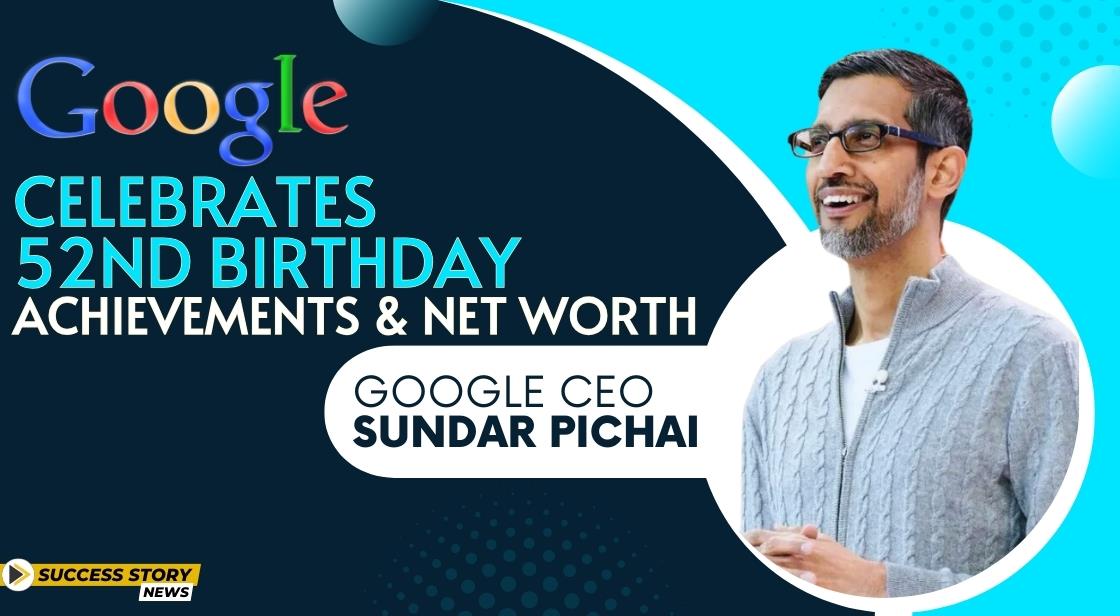 Google
CELEBRATES
52ND BIRTHDAY
ACHIEVEMENTS & NET WORTH
GOOGLE CEO
SUNDAR PICHAI
SUCCESS STORY
NEWS